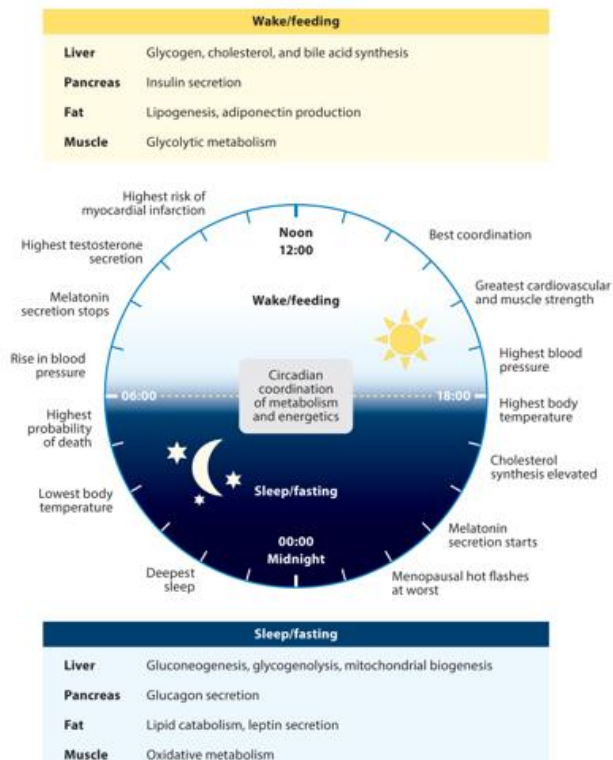 Wake/feeding
Liver Glycogen, cholesterol, and bile acid synthesis
Pancreas Insulin secretion
Fat Lipogenesis, adiponectin production
Muscle Glycolytic metabolism
Highest risk of
myocardial infarction
Noon
12:00
Best coordination
Highest testosterone
secretion
Greatest cardiovascular
and muscle strength
Melatonin
secretion stops
Wake/feeding
Rise in blood
pressure
Highest blood
pressure
Circadian
coordination
of metabolism
and energetics
06:00
18:00
Highest body
temperature
Highest
probability
of death
Cholesterol
synthesis elevated
Lowest body
temperature
Sleep/fasting
Melatonin
secretion starts
00:00
Midnight
Deepest
sleep
Menopausal hot flashes
at worst
Sleep/fasting
Liver Gluconeogenesis, glycogenolysis, mitochondrial biogenesis
Pancreas Glucagon secretion
Fat Lipid catabolism, leptin secretion
Muscle Oxidative metabolism